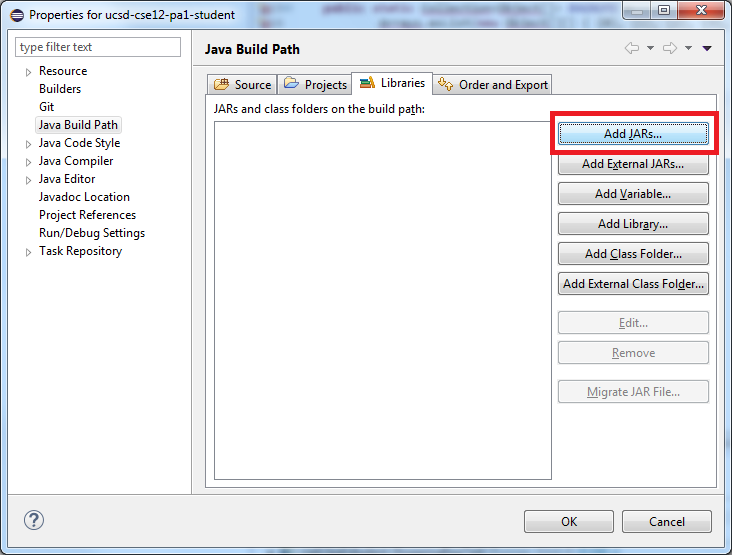 Properties for ucsd-cse12-pa1-student
type filter text
Resource
Builders
Git
Java Build Path
Java Code Style
Java Compiler
Java Editor
Javadoc Location
Project References
Run/Debug Settings
Task Repository
Java Build Path
Source Projects Libraries Order and Export
JARs and class folders on the build path:
Add JARs...
Add External JARs...
Add Variable...
Add Library...
Add Class Folder...
Add External Class Folder...
Edit...
Remove
Migrate JAR File...
OK Cancel